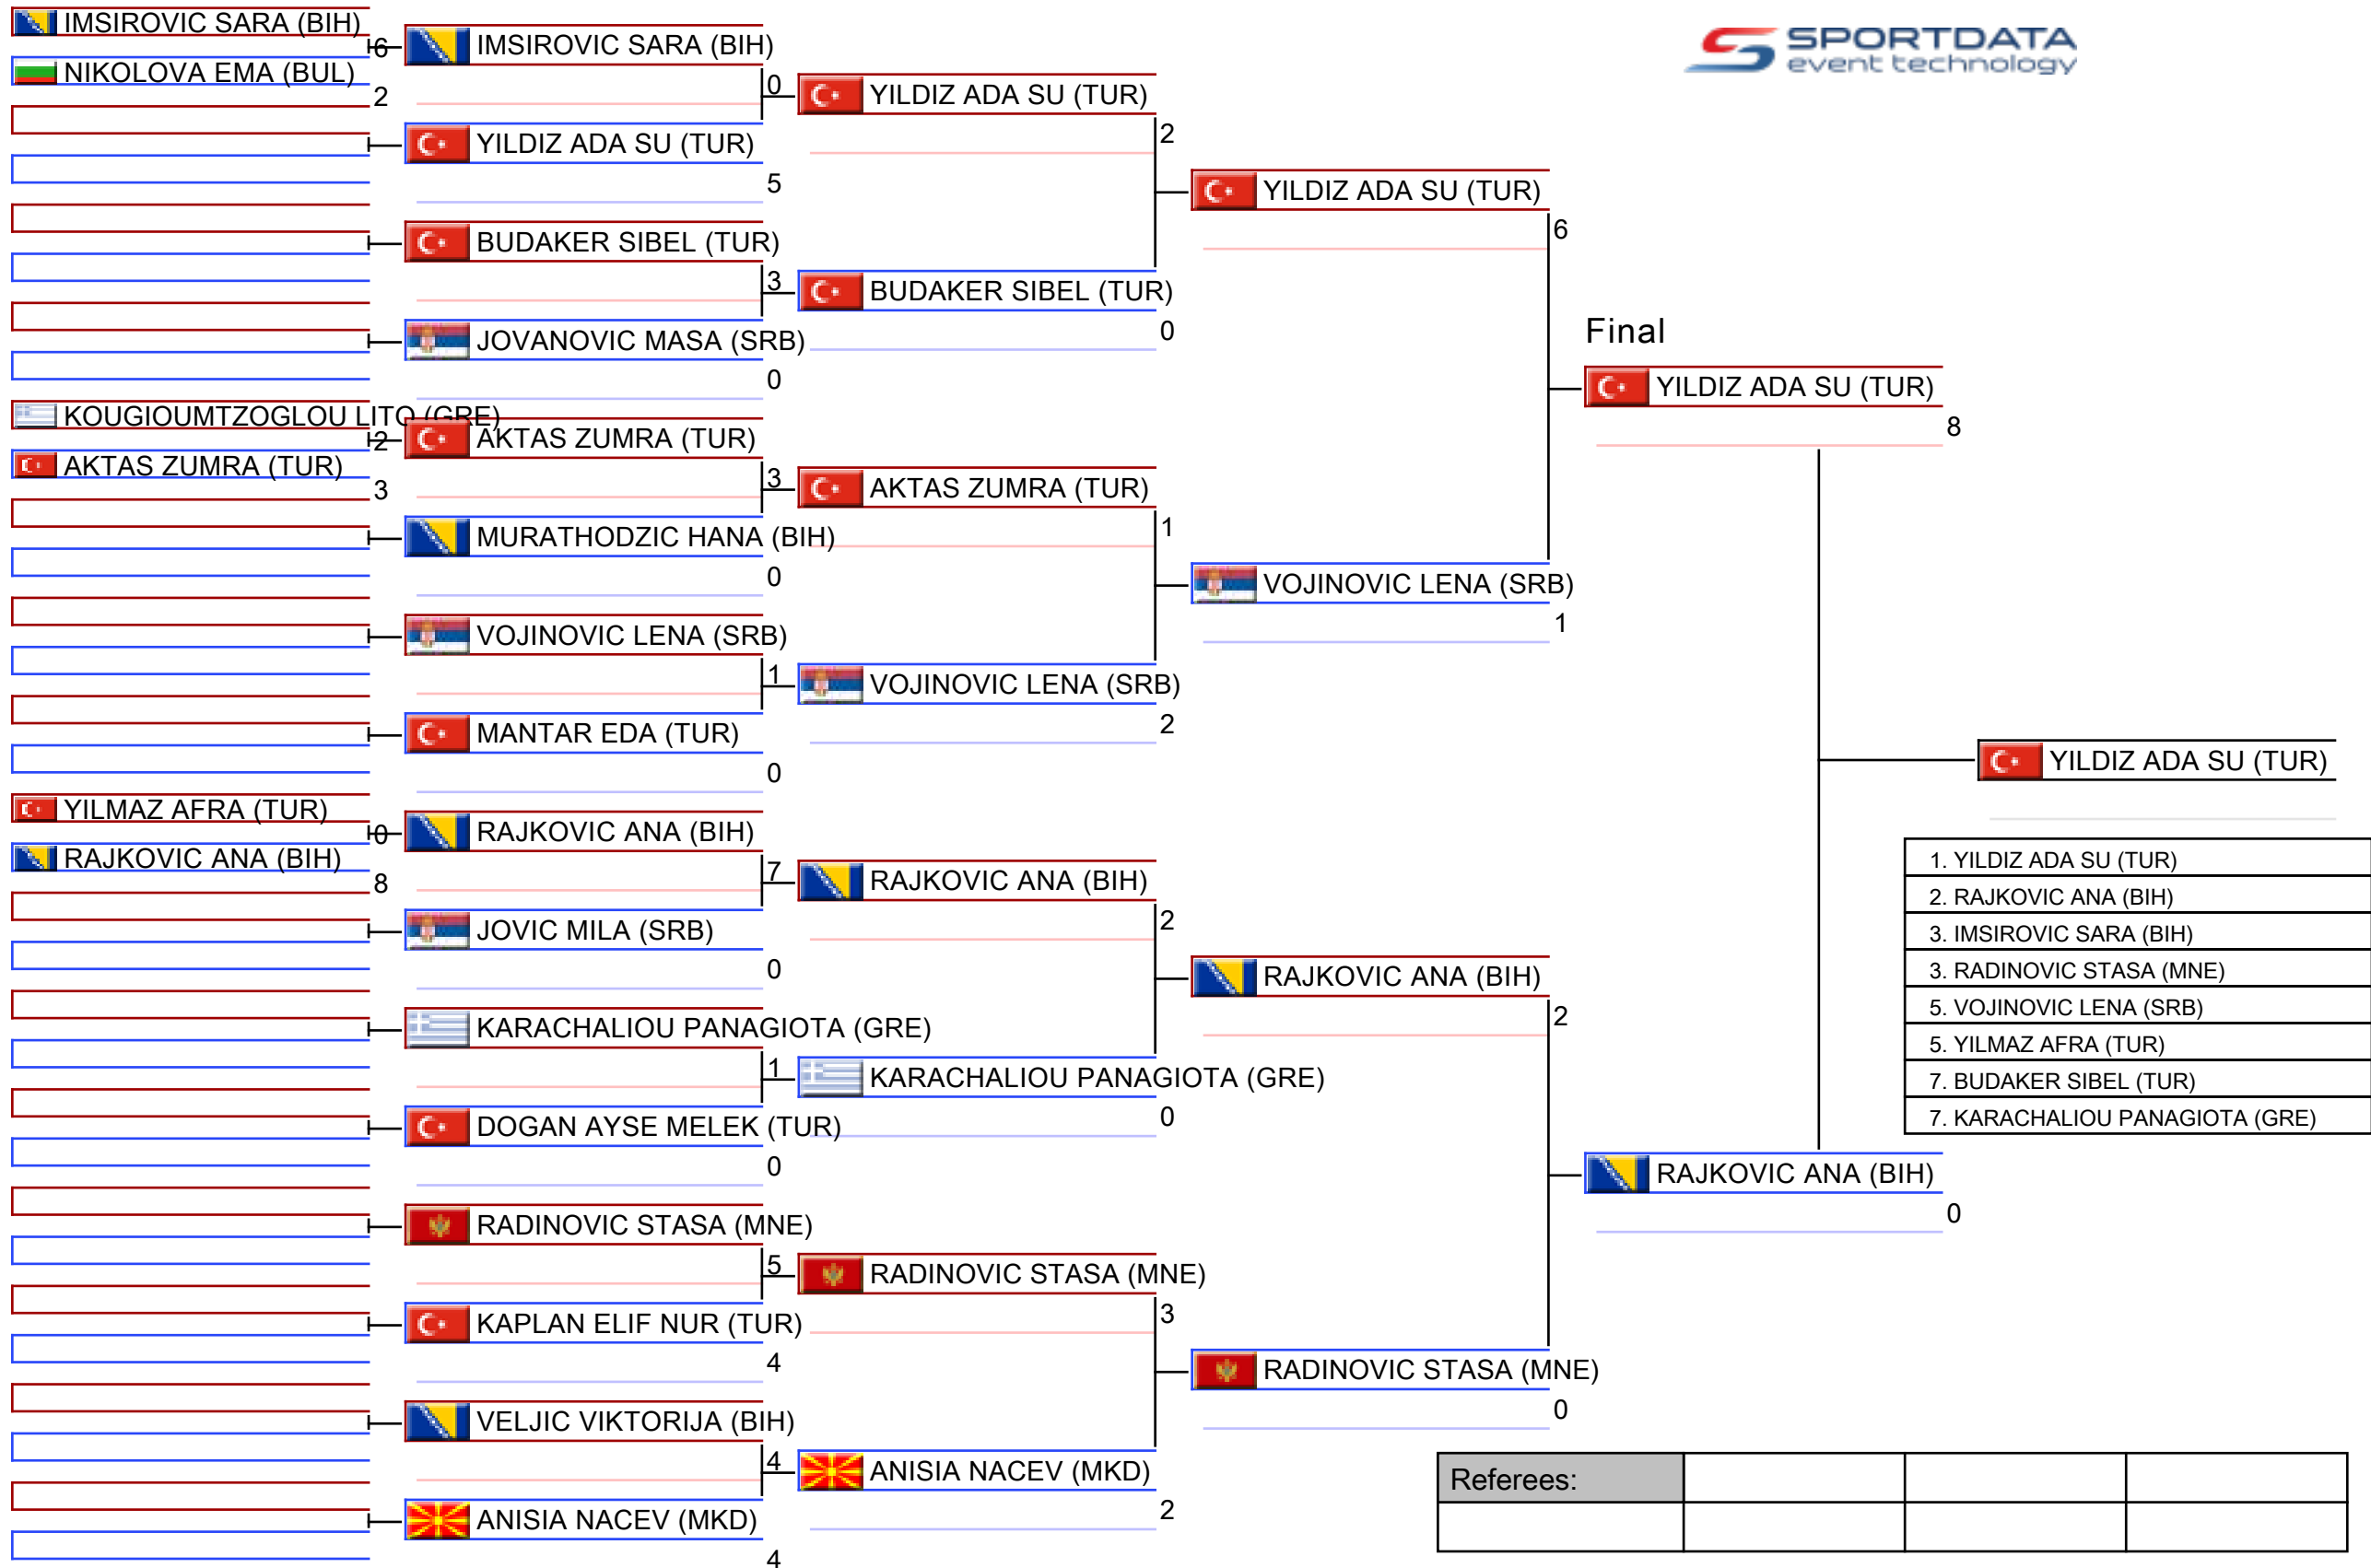 SPORTDATA
event technology
IMSIROVIC SARA (BIH)
6
NIKOLOVA EMA (BUL)
2
KOUGIOUMTZOGLOU LITO (GRE)
2
AKTAS ZUMRA (TUR)
3
YILMAZ AFRA (TUR)
0
RAJKOVIC ANA (BIH)
8
IMSIROVIC SARA (BIH)
0
YILDIZ ADA SU (TUR)
5
BUDAKER SIBEL (TUR)
3
JOVANOVIC MASA (SRB)
0
AKTAS ZUMRA (TUR)
3
MURATHODZIC HANA (BIH)
0
VOJINOVIC LENA (SRB)
1
MANTAR EDA (TUR)
0
RAJKOVIC ANA (BIH)
7
JOVIC MILA (SRB)
0
KARACHALIOU PANAGIOTA (GRE)
1
DOGAN AYSE MELEK (TUR)
0
RADINOVIC STASA (MNE)
5
KAPLAN ELIF NUR (TUR)
4
VELJIC VIKTORIJA (BIH)
4
ANISIA NACEV (MKD)
4
YILDIZ ADA SU (TUR)
2
BUDAKER SIBEL (TUR)
0
AKTAS ZUMRA (TUR)
1
VOJINOVIC LENA (SRB)
2
RAJKOVIC ANA (BIH)
2
KARACHALIOU PANAGIOTA (GRE)
0
RADINOVIC STASA (MNE)
3
ANISIA NACEV (MKD)
2
YILDIZ ADA SU (TUR)
6
VOJINOVIC LENA (SRB)
1
RAJKOVIC ANA (BIH)
2
RADINOVIC STASA (MNE)
0
Final
YILDIZ ADA SU (TUR)
8
RAJKOVIC ANA (BIH)
0
YILDIZ ADA SU (TUR)
1. YILDIZ ADA SU (TUR)
2. RAJKOVIC ANA (BIH)
3. IMSIROVIC SARA (BIH)
3. RADINOVIC STASA (MNE)
5. VOJINOVIC LENA (SRB)
5. YILMAZ AFRA (TUR)
7. BUDAKER SIBEL (TUR)
7. KARACHALIOU PANAGIOTA (GRE)
Referees: